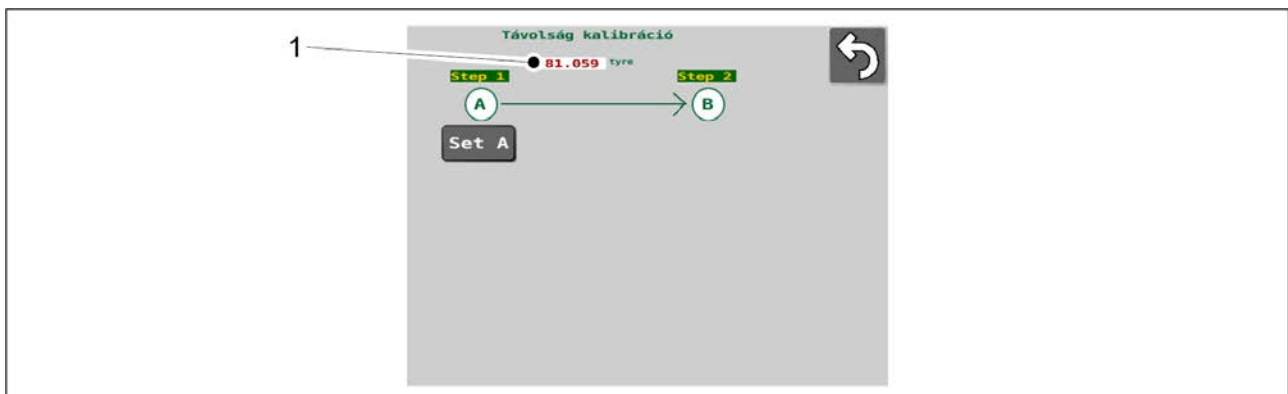 Távolság kalibráció
1
81.059 tyre
Step 1 Step 2
A B
Set A